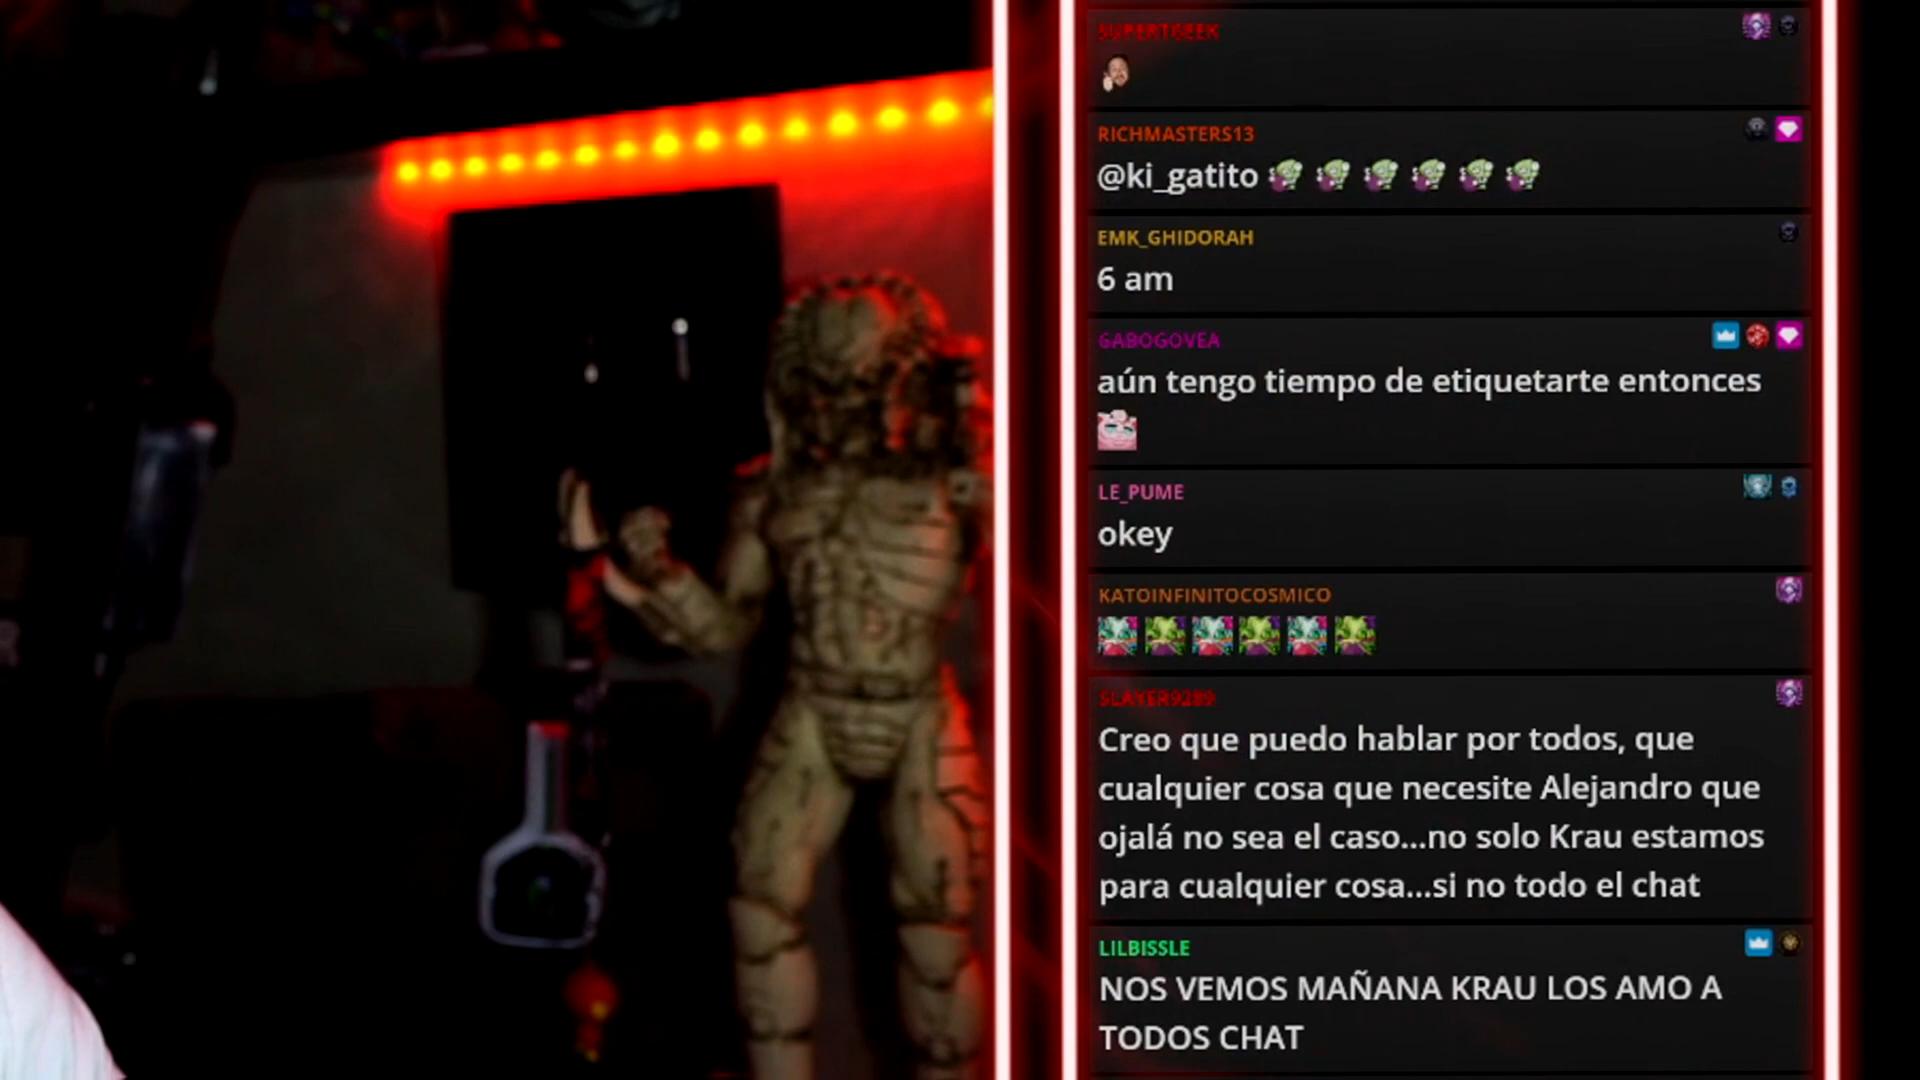 SUPERTGEEK
RICHMASTERS13
@ki_gatito
EMK_GHIDORAH
6 am
GABOGOVEA
aún tengo tiempo de etiquetarte entonces
LE_PUME
okey
KATOINFINITOCOSMICO
SLAYER9289
Creo que puedo hablar por todos, que
cualquier cosa que necesite Alejandro que
ojalá no sea el caso...no solo Krau estamos
para cualquier cosa...si no todo el chat
LILBISSLE
NOS VEMOS MAÑANA KRAU LOS AMO A
TODOS CHAT